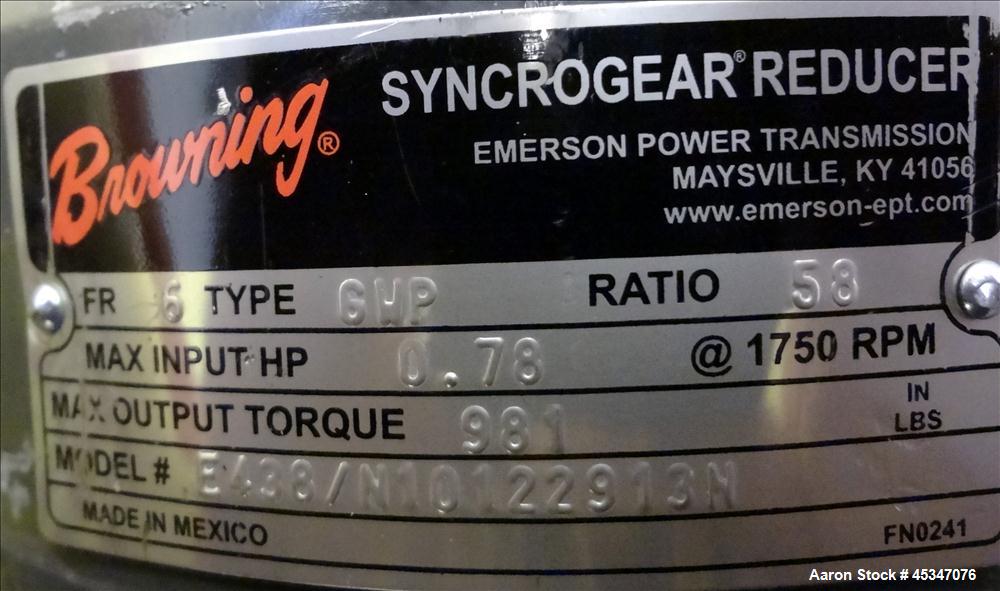 Browning®
SYNCROGEAR® REDUCER
EMERSON POWER TRANSMISSION
MAYSVILLE, KY 41056
www.emerson-ept.com
FR 6 TYPE GWP RATIO 58
MAX INPUT HP 0.78 @ 1750 RPM
MAX OUTPUT TORQUE 981 IN LBS
MODEL # E438/N10122913N
MADE IN MEXICO FN0241
Aaron Stock # 45347076